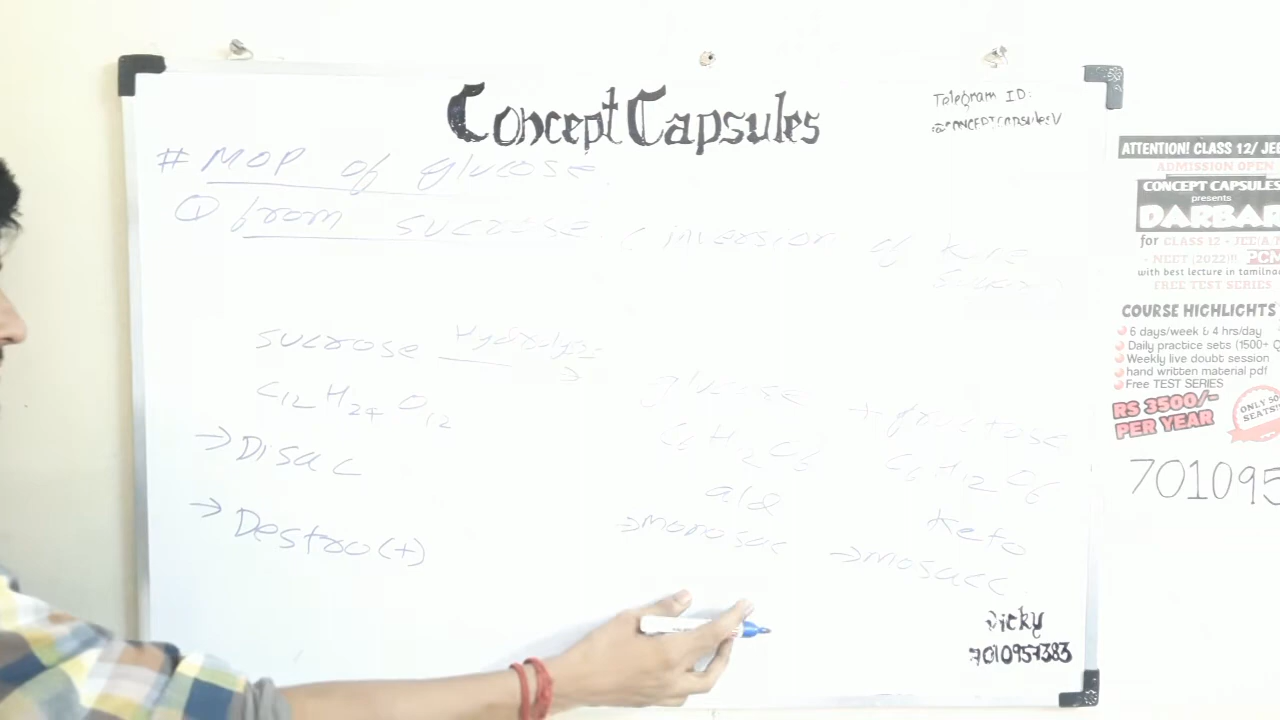 Concept Capsules
Telegram ID:
@CONCEPTCAPSULESV
# MOP of glucose.
① from sucrose. ( inversion of
sucrose Hydrolysis →
C12 H24 O12
glucose + fructose
C6H12O6 C6H12O6
ald
Keto
→ Disac
→ monosac → mosacc
→ Destro(+)
Vicky
7010957383
ATTENTION! CLASS 12/ JEE
ADMISSION OPEN
CONCEPT CAPSULES
presents
DARBAR
for CLASS 12 - JEE/A
- NEET (2022)!!! PCM
with best lecture in tamilna
FREE TEST SERIES
COURSE HIGHLIGHTS
6 days/week & 4 hrs/day
Daily practice sets (1500+ Q
Weekly live doubt session
hand written material pdf
Free TEST SERIES
RS 3500/-
PER YEAR
ONLY 50
SEATS!!
701095